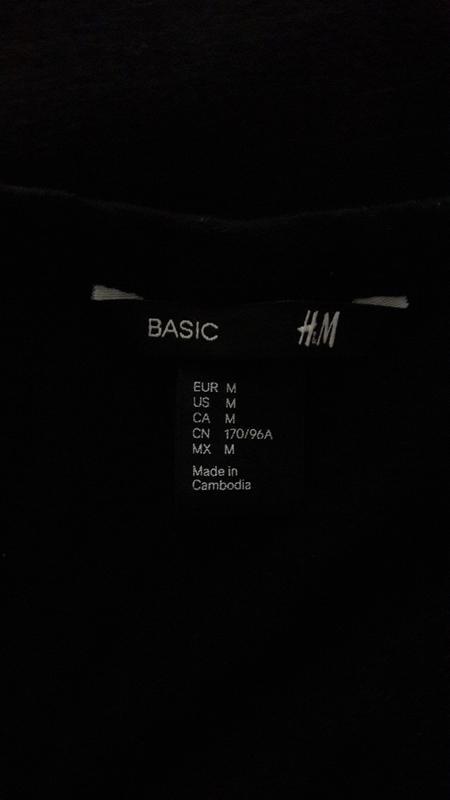 BASIC H&M
EUR M
US M
CA M
CN 170/96A
MX M
Made in
Cambodia